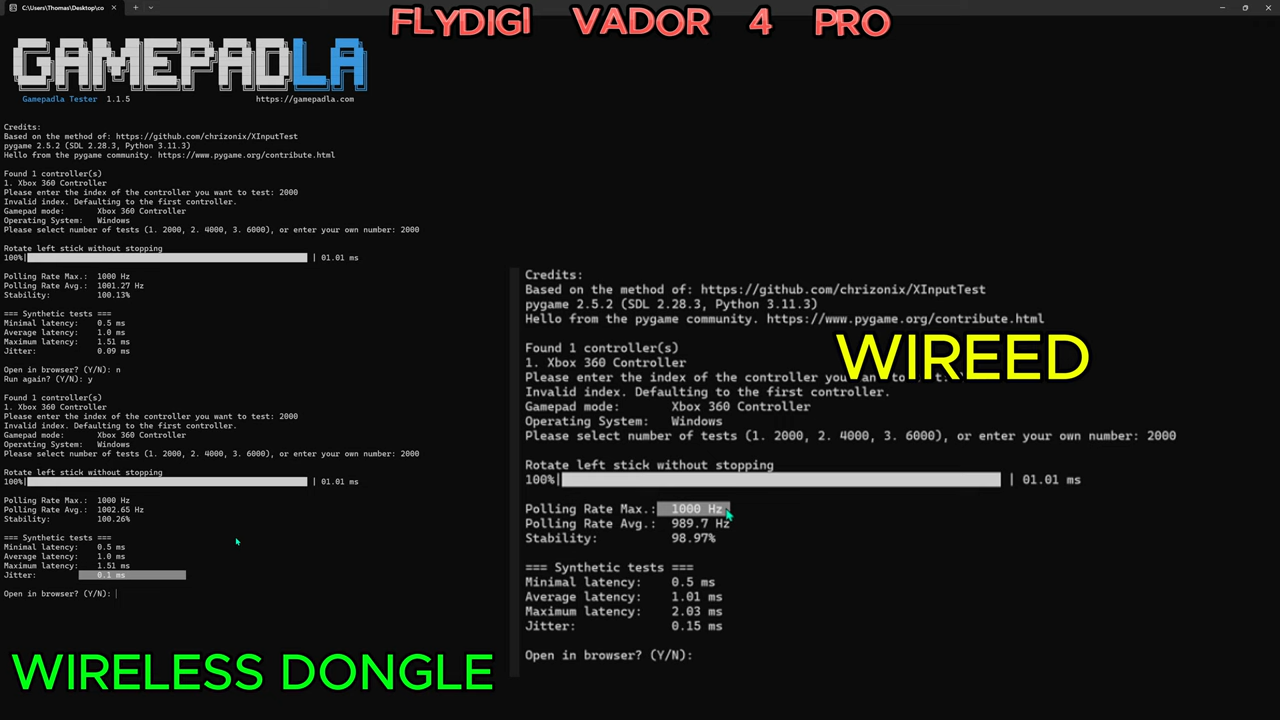 C:\Users\Thomas\Desktop\co
FLYDIGI VADOR 4 PRO
GAMEPADLA
Gamepadla Tester 1.1.5 https://gamepadla.com
Credits:
Based on the method of: https://github.com/chrizonix/XInputTest
pygame 2.5.2 (SDL 2.28.3, Python 3.11.3)
Hello from the pygame community. https://www.pygame.org/contribute.html
Found 1 controller(s)
1. Xbox 360 Controller
Please enter the index of the controller you want to test: 2000
Invalid index. Defaulting to the first controller.
Gamepad mode: Xbox 360 Controller
Operating System: Windows
Please select number of tests (1. 2000, 2. 4000, 3. 6000), or enter your own number: 2000
Rotate left stick without stopping
100%| | 01.01 ms
Polling Rate Max.: 1000 Hz
Polling Rate Avg.: 1001.27 Hz
Stability: 100.13%
=== Synthetic tests ===
Minimal latency: 0.5 ms
Average latency: 1.0 ms
Maximum latency: 1.51 ms
Jitter: 0.09 ms
Open in browser? (Y/N): n
Run again? (Y/N): y
Found 1 controller(s)
1. Xbox 360 Controller
Please enter the index of the controller you want to test: 2000
Invalid index. Defaulting to the first controller.
Gamepad mode: Xbox 360 Controller
Operating System: Windows
Please select number of tests (1. 2000, 2. 4000, 3. 6000), or enter your own number: 2000
Rotate left stick without stopping
100%| | 01.01 ms
Polling Rate Max.: 1000 Hz
Polling Rate Avg.: 1002.65 Hz
Stability: 100.26%
=== Synthetic tests ===
Minimal latency: 0.5 ms
Average latency: 1.0 ms
Maximum latency: 1.51 ms
Jitter: 0.1 ms
Open in browser? (Y/N):
WIRELESS DONGLE
Credits:
Based on the method of: https://github.com/chrizonix/XInputTest
pygame 2.5.2 (SDL 2.28.3, Python 3.11.3)
Hello from the pygame community. https://www.pygame.org/contribute.html
WIREED
Found 1 controller(s)
1. Xbox 360 Controller
Please enter the index of the controller
Invalid index. Defaulting to the first controller.
Gamepad mode: Xbox 360 Controller
Operating System: Windows
Please select number of tests (1. 2000, 2. 4000, 3. 6000), or enter your own number: 2000
Rotate left stick without stopping
100%| | 01.01 ms
Polling Rate Max.: 1000 Hz
Polling Rate Avg.: 989.7 Hz
Stability: 98.97%
=== Synthetic tests ===
Minimal latency: 0.5 ms
Average latency: 1.01 ms
Maximum latency: 2.03 ms
Jitter: 0.15 ms
Open in browser? (Y/N):